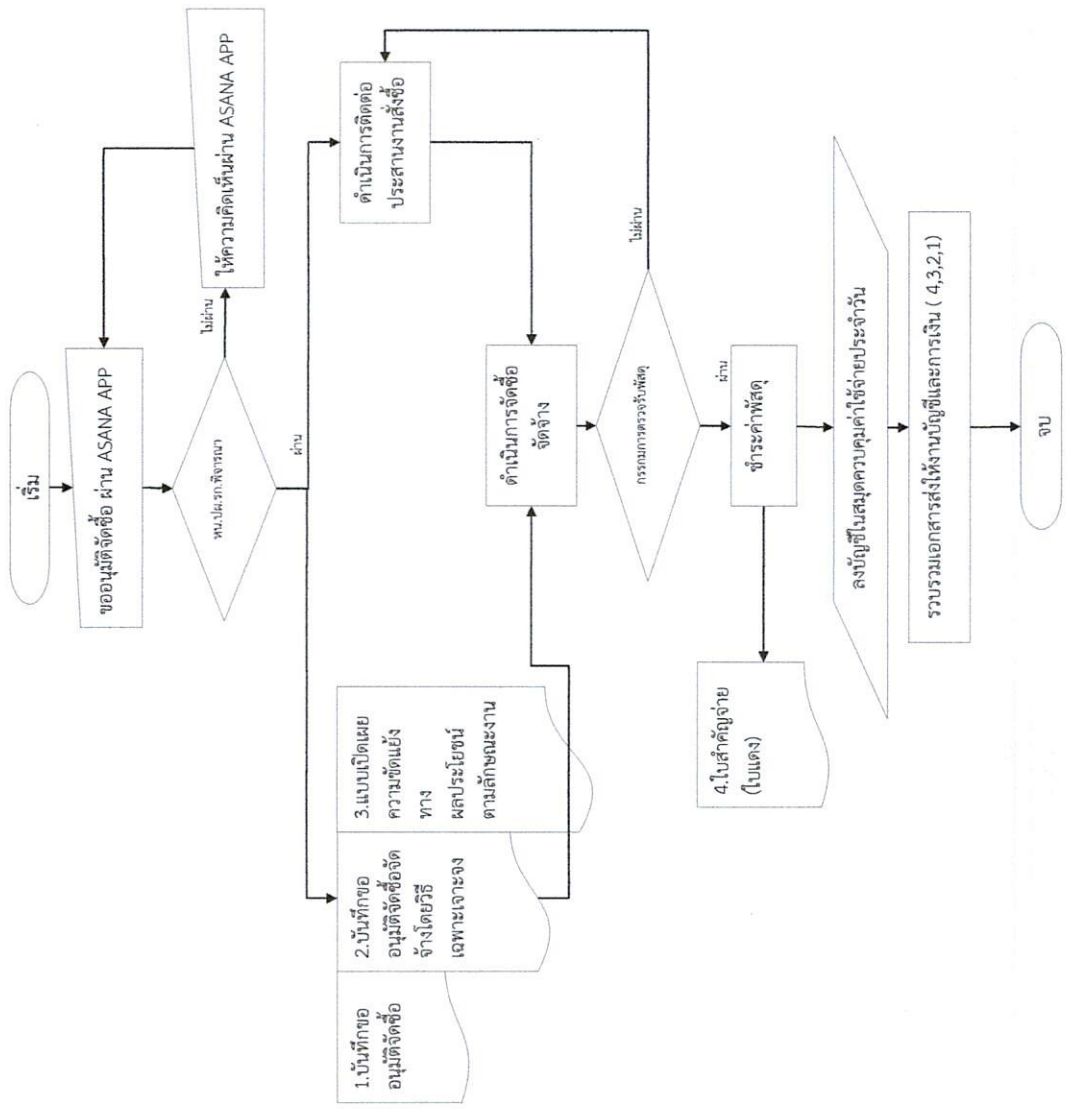 เริ่ม
ขออนุมัติจัดซื้อ ผ่าน ASANA APP
หน.ปผ.รก.พิจารณา
ไม่ผ่าน
ให้ความคิดเห็นผ่าน ASANA APP
ผ่าน
1.บันทึกขอ
อนุมัติจัดซื้อ
2.บันทึกขอ
อนุมัติจัดซื้อจัด
จ้างโดยวิธี
เฉพาะเจาะจง
3.แบบเปิดเผย
ความขัดแย้ง
ทาง
ผลประโยชน์
ตามลักษณะงาน
ดำเนินการติดต่อ
ประสานงานสั่งซื้อ
ดำเนินการจัดซื้อ
จัดจ้าง
กรรมการตรวจรับพัสดุ
ไม่ผ่าน
ผ่าน
ชำระค่าพัสดุ
4.ใบสำคัญจ่าย
(ใบแดง)
ลงบัญชีในสมุดควบคุมค่าใช้จ่ายประจำวัน
รวบรวมเอกสารส่งให้งานบัญชีและการเงิน ( 4,3,2,1)
จบ